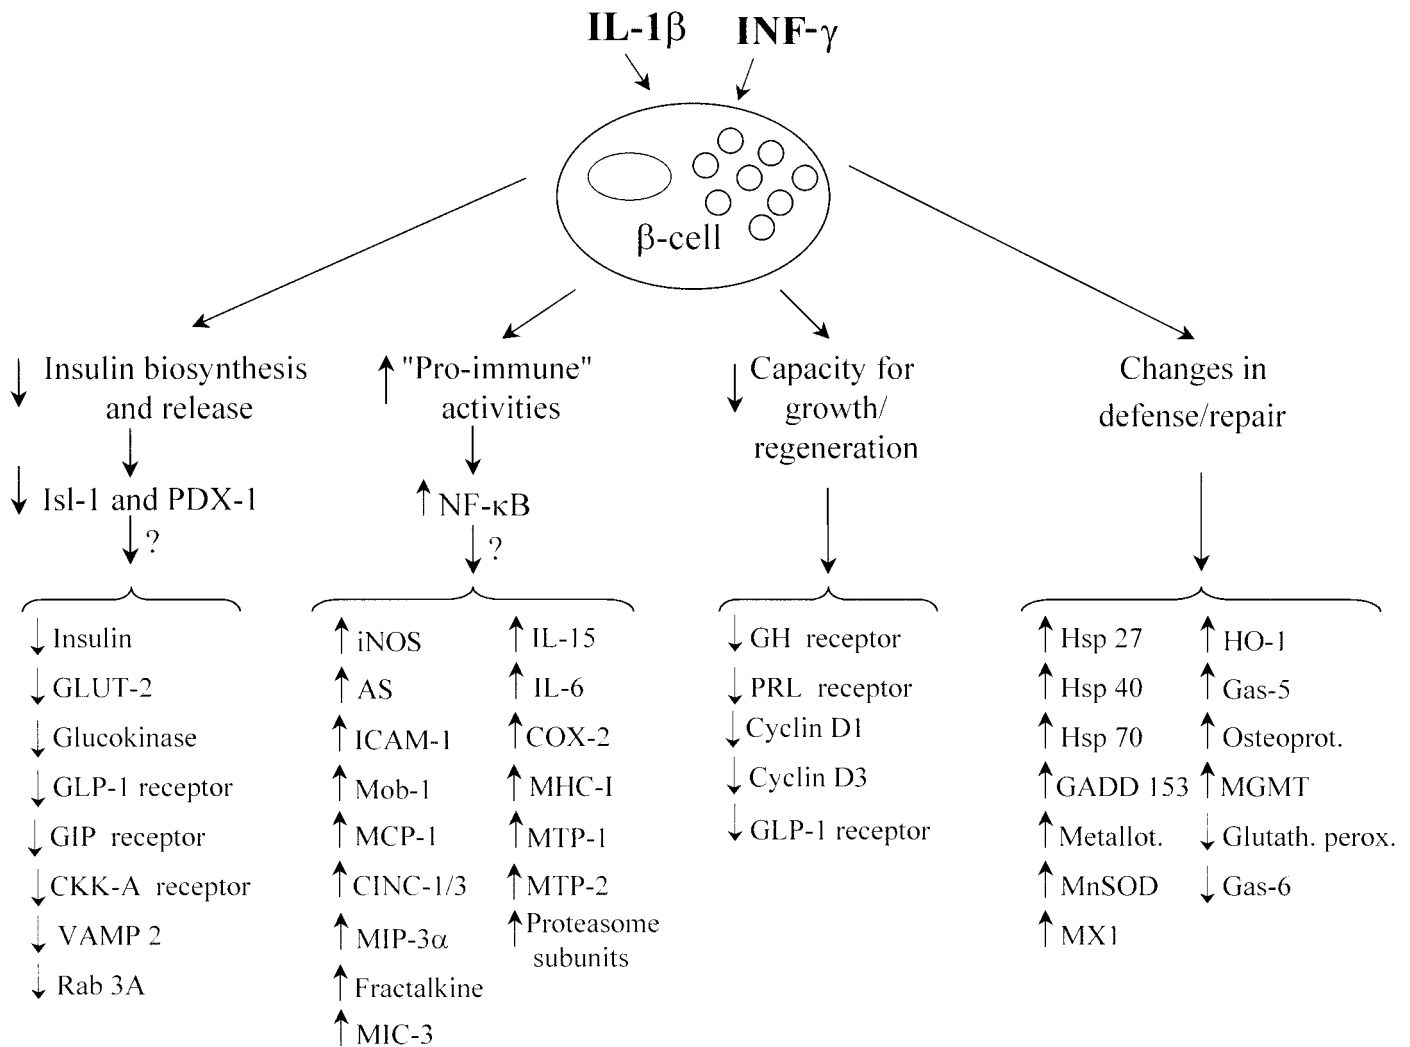 IL-1β INF-γ
β-cell
↓ Insulin biosynthesis
and release
↓ Isl-1 and PDX-1
?
↓ Insulin
↓ GLUT-2
↓ Glucokinase
↓ GLP-1 receptor
↓ GIP receptor
↓ CKK-A receptor
↓ VAMP 2
↓ Rab 3A
↑ "Pro-immune"
activities
↑ NF-κB
?
↑ iNOS
↑ AS
↑ ICAM-1
↑ Mob-1
↑ MCP-1
↑ CINC-1/3
↑ MIP-3α
↑ Fractalkine
↑ MIC-3
↑ IL-15
↑ IL-6
↑ COX-2
↑ MHC-I
↑ MTP-1
↑ MTP-2
↑ Proteasome
subunits
↓ Capacity for
growth/
regeneration
↓ GH receptor
↓ PRL receptor
↓ Cyclin D1
↓ Cyclin D3
↓ GLP-1 receptor
Changes in
defense/repair
↑ Hsp 27
↑ Hsp 40
↑ Hsp 70
↑ GADD 153
↑ Metallot.
↑ MnSOD
↑ MX1
↑ HO-1
↑ Gas-5
↑ Osteoprot.
↑ MGMT
↓ Glutath. perox.
↓ Gas-6